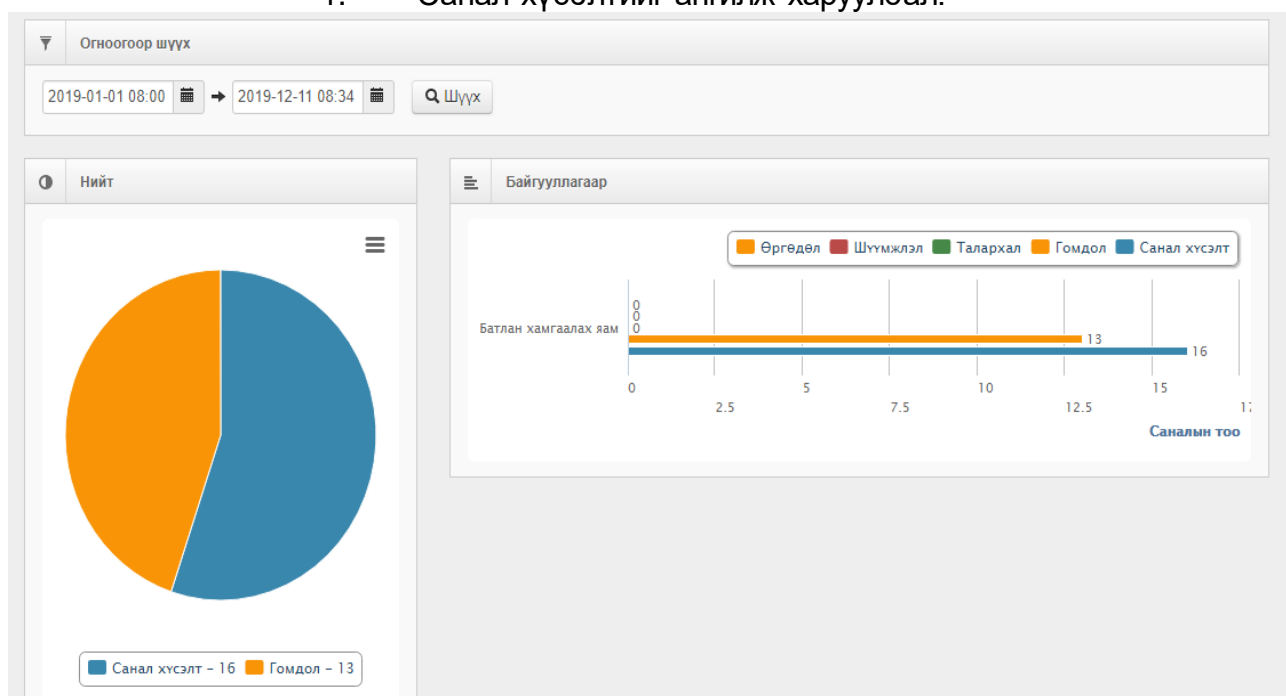 Огноогоор шүүх
2019-01-01 08:00 2019-12-11 08:34 Шүүх
Нийт
Санал хүсэлт – 16 Гомдол – 13
Байгууллагаар
Өргөдөл Шүүмжлэл Талархал Гомдол Санал хүсэлт
Батлан хамгаалах яам
0
0
0
13
16
0 5 10 15
2.5 7.5 12.5
Саналын тоо